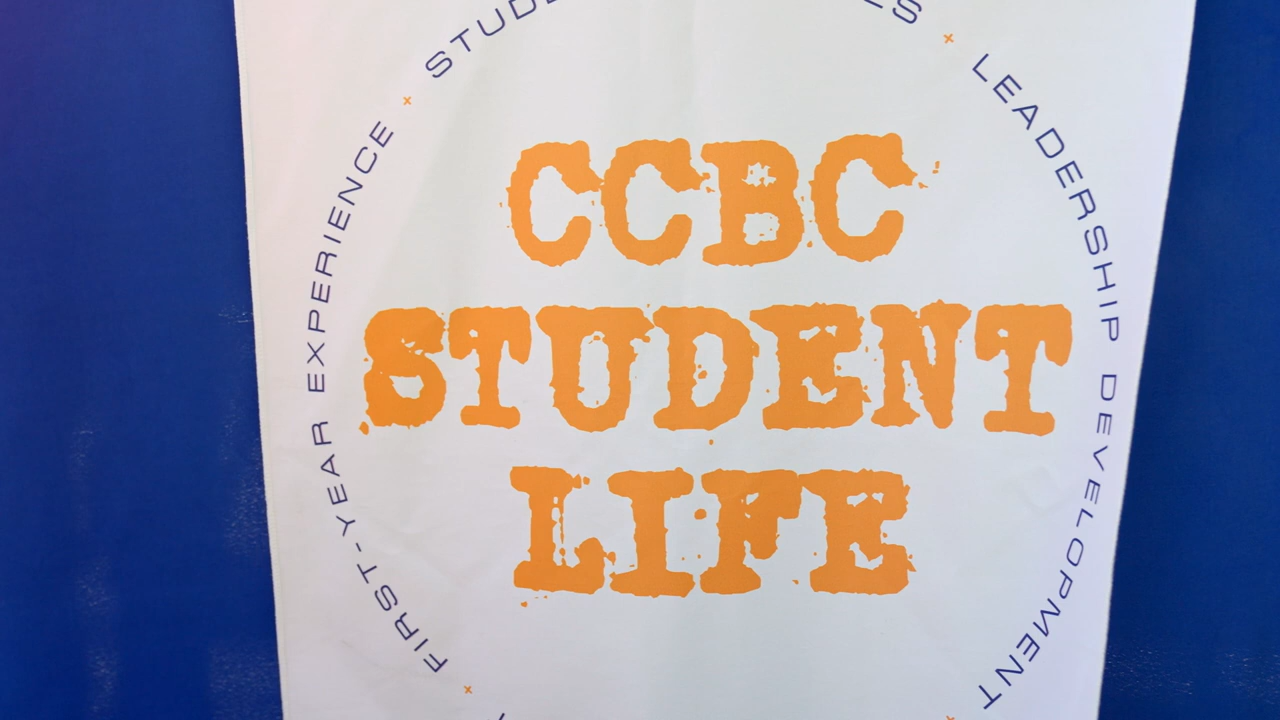 CCBC
STUDENT
LIFE
FIRST-YEAR EXPERIENCE
LEADERSHIP DEVELOPMENT